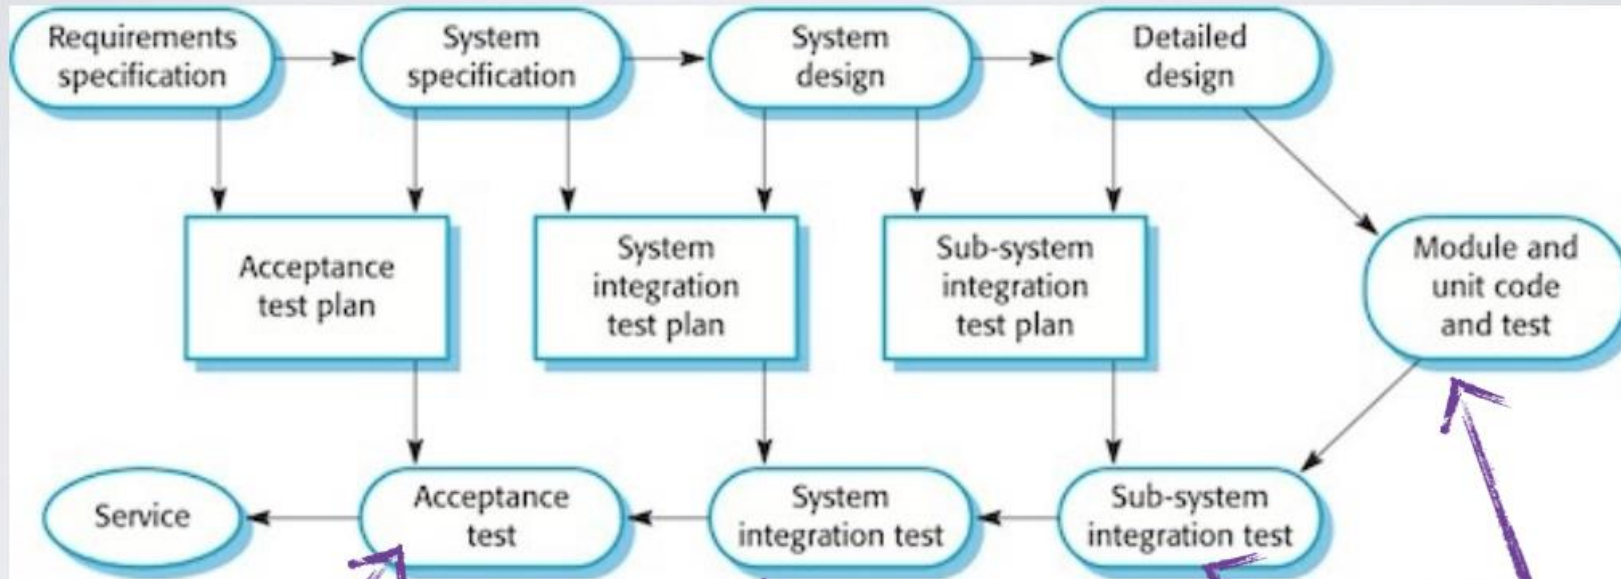 Requirements
specification
System
specification
System
design
Detailed
design
Acceptance
test plan
System
integration
test plan
Sub-system
integration
test plan
Module and
unit code
and test
Service
Acceptance
test
System
integration test
Sub-system
integration test